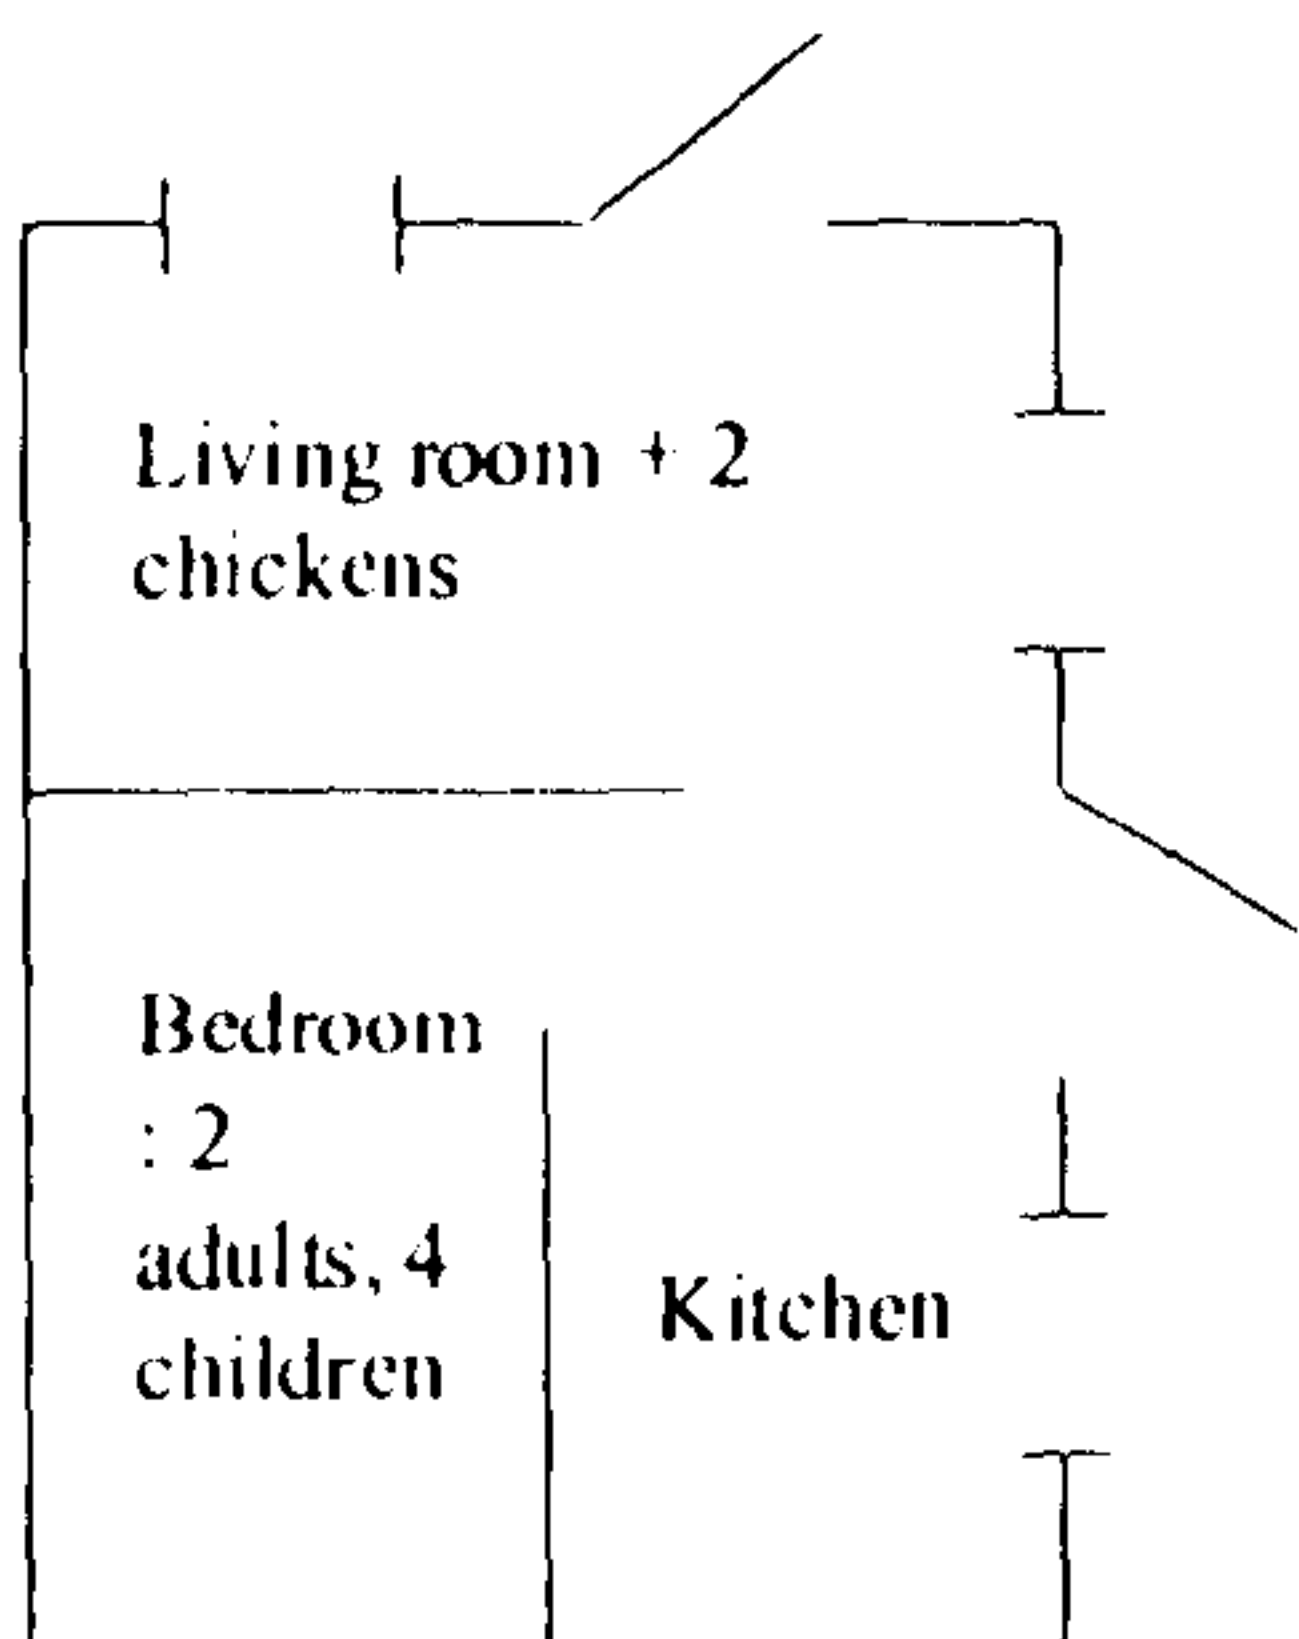 Living room + 2
chickens
Bedroom
: 2
adults, 4
children
Kitchen